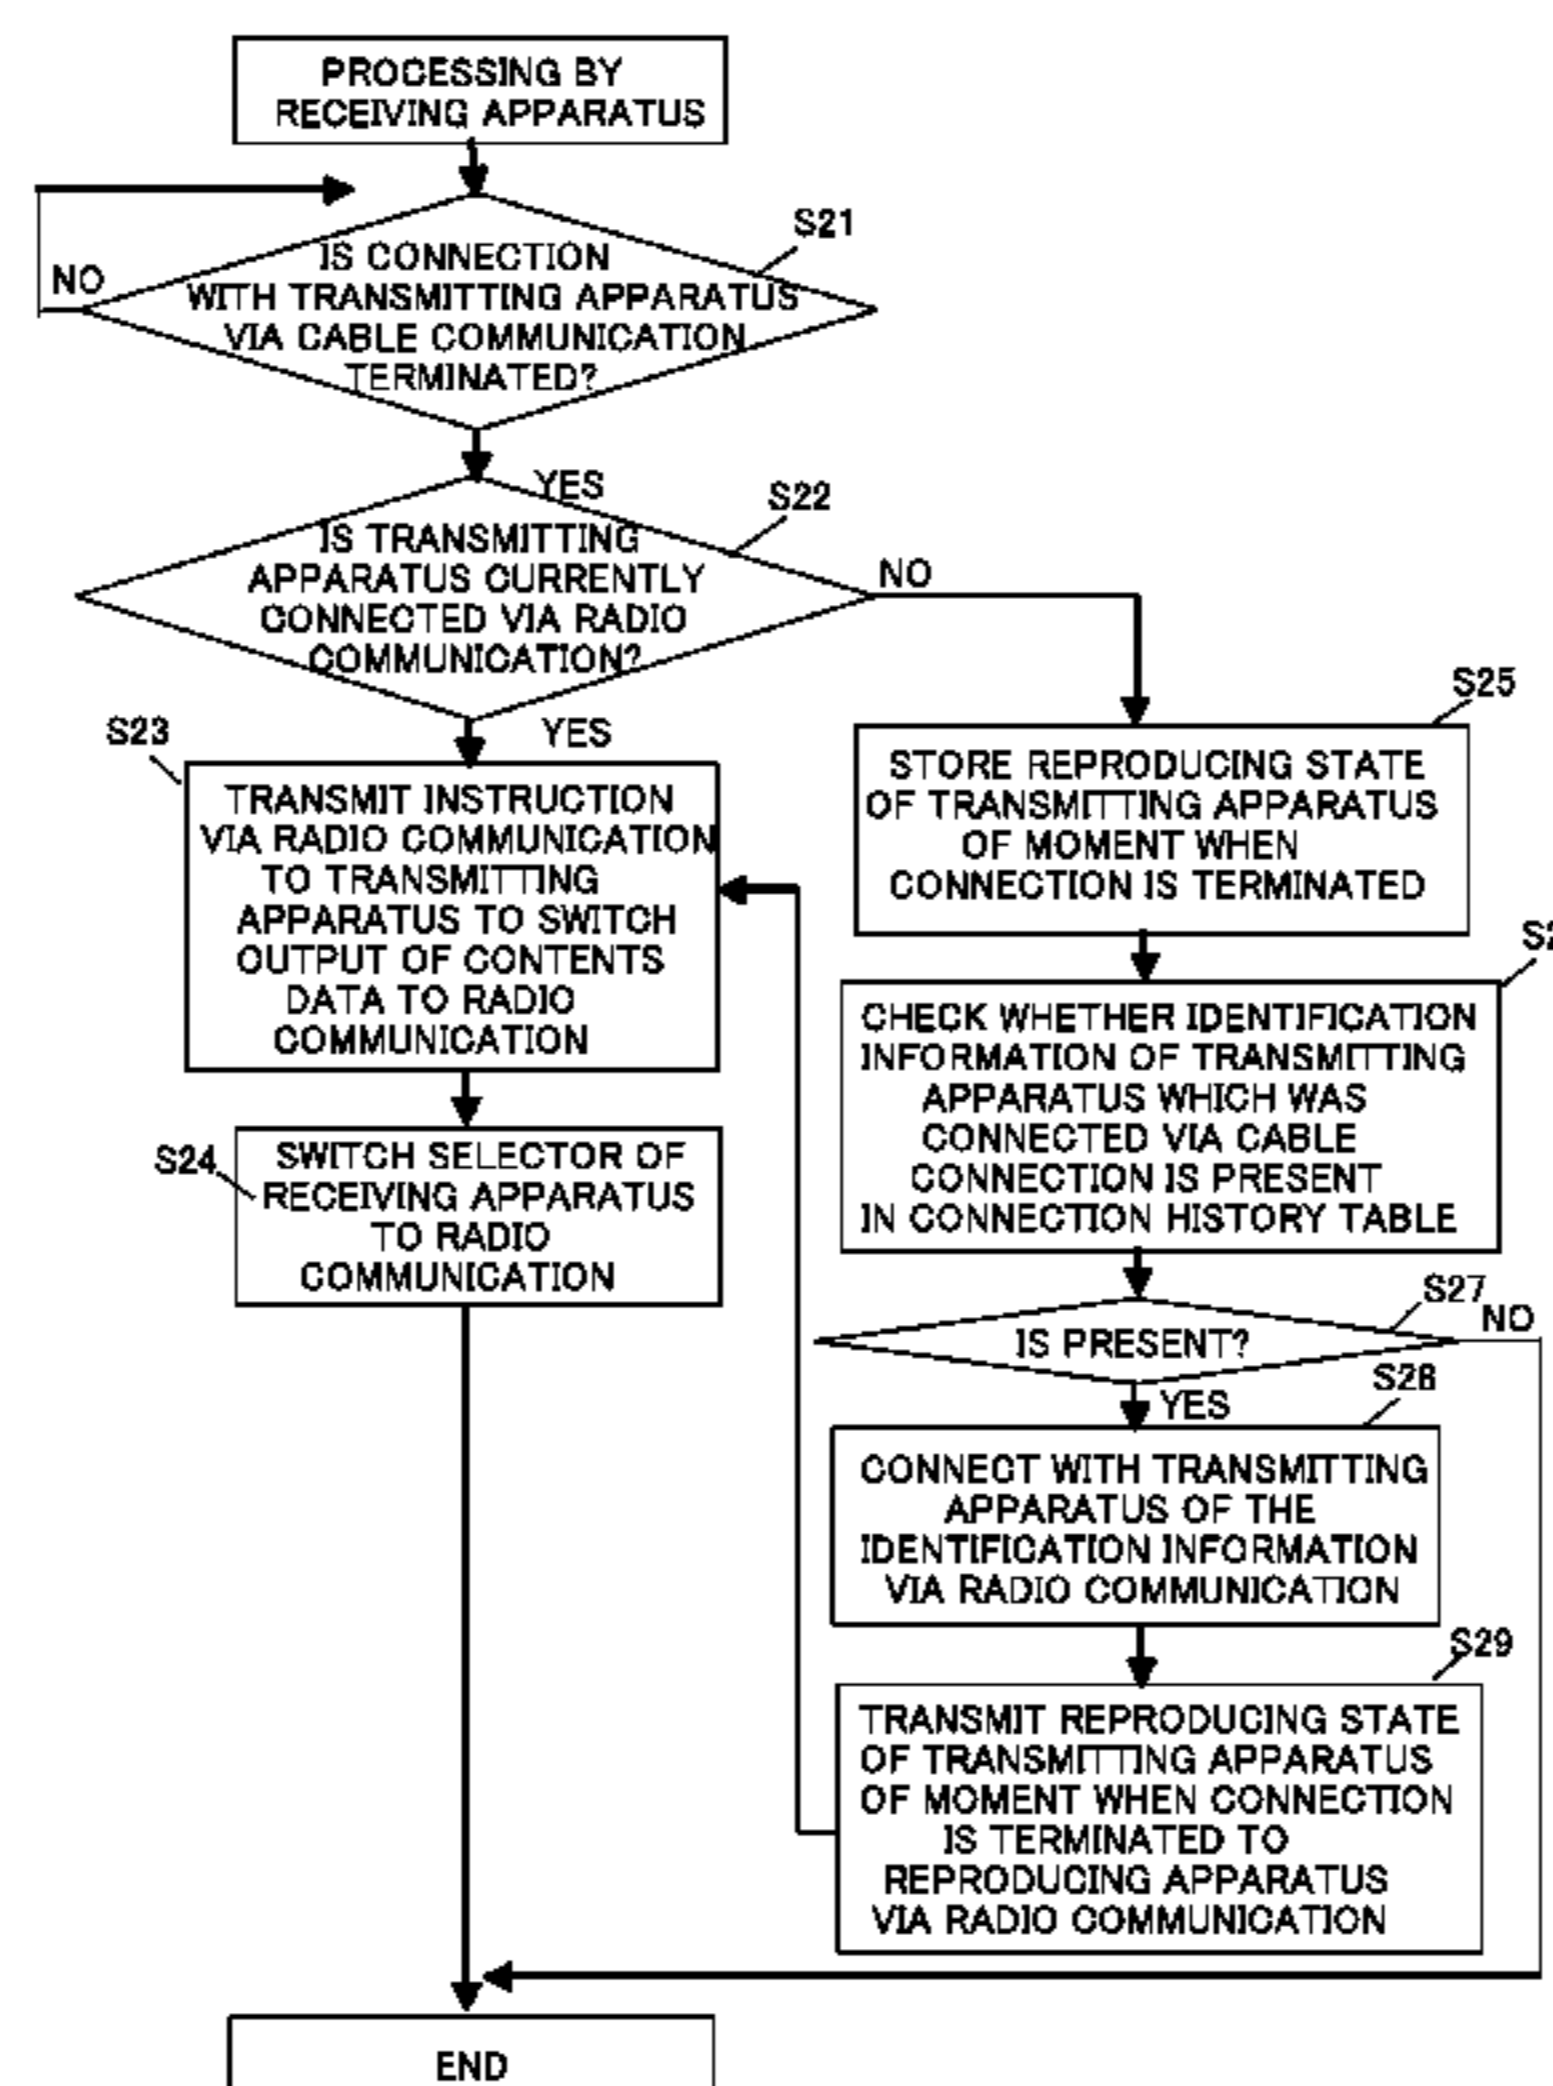 PROCESSING BY
RECEIVING APPARATUS
S21
IS CONNECTION
WITH TRANSMITTING APPARATUS
VIA CABLE COMMUNICATION
TERMINATED?
NO
YES
S22
IS TRANSMITTING
APPARATUS CURRENTLY
CONNECTED VIA RADIO
COMMUNICATION?
NO
YES
S23
TRANSMIT INSTRUCTION
VIA RADIO COMMUNICATION
TO TRANSMITTING
APPARATUS TO SWITCH
OUTPUT OF CONTENTS
DATA TO RADIO
COMMUNICATION
S24
SWITCH SELECTOR OF
RECEIVING APPARATUS
TO RADIO
COMMUNICATION
S25
STORE REPRODUCING STATE
OF TRANSMITTING APPARATUS
OF MOMENT WHEN
CONNECTION IS TERMINATED
CHECK WHETHER IDENTIFICATION
INFORMATION OF TRANSMITTING
APPARATUS WHICH WAS
CONNECTED VIA CABLE
CONNECTION IS PRESENT
IN CONNECTION HISTORY TABLE
S27
NO
IS PRESENT?
YES
S28
CONNECT WITH TRANSMITTING
APPARATUS OF THE
IDENTIFICATION INFORMATION
VIA RADIO COMMUNICATION
S29
TRANSMIT REPRODUCING STATE
OF TRANSMITTING APPARATUS
OF MOMENT WHEN CONNECTION
IS TERMINATED TO
REPRODUCING APPARATUS
VIA RADIO COMMUNICATION
END